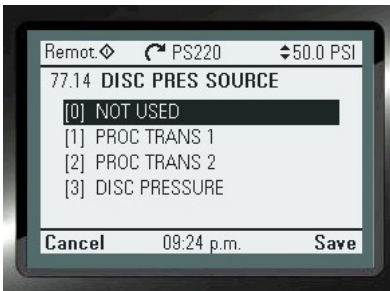 Remot. PS220 50.0 PSI
77.14 DISC PRES SOURCE
[0] NOT USED
[1] PROC TRANS 1
[2] PROC TRANS 2
[3] DISC PRESSURE
Cancel 09:24 p.m. Save